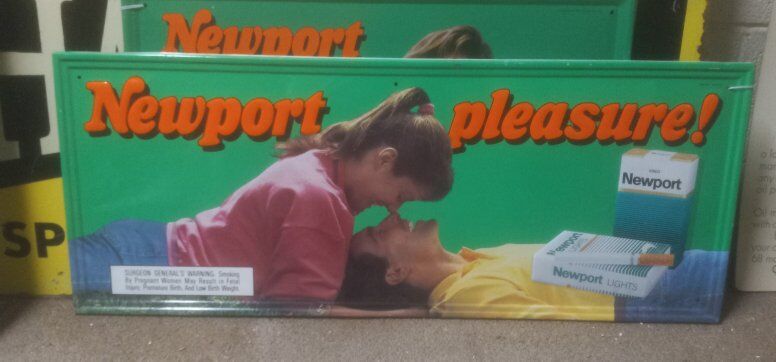 Newport
Newport pleasure!
Newport
Newport
Newport LIGHTS
SURGEON GENERAL'S WARNING: Smoking
By Pregnant Women May Result in Fetal
Injury, Premature Birth, And Low Birth Weight.
SP